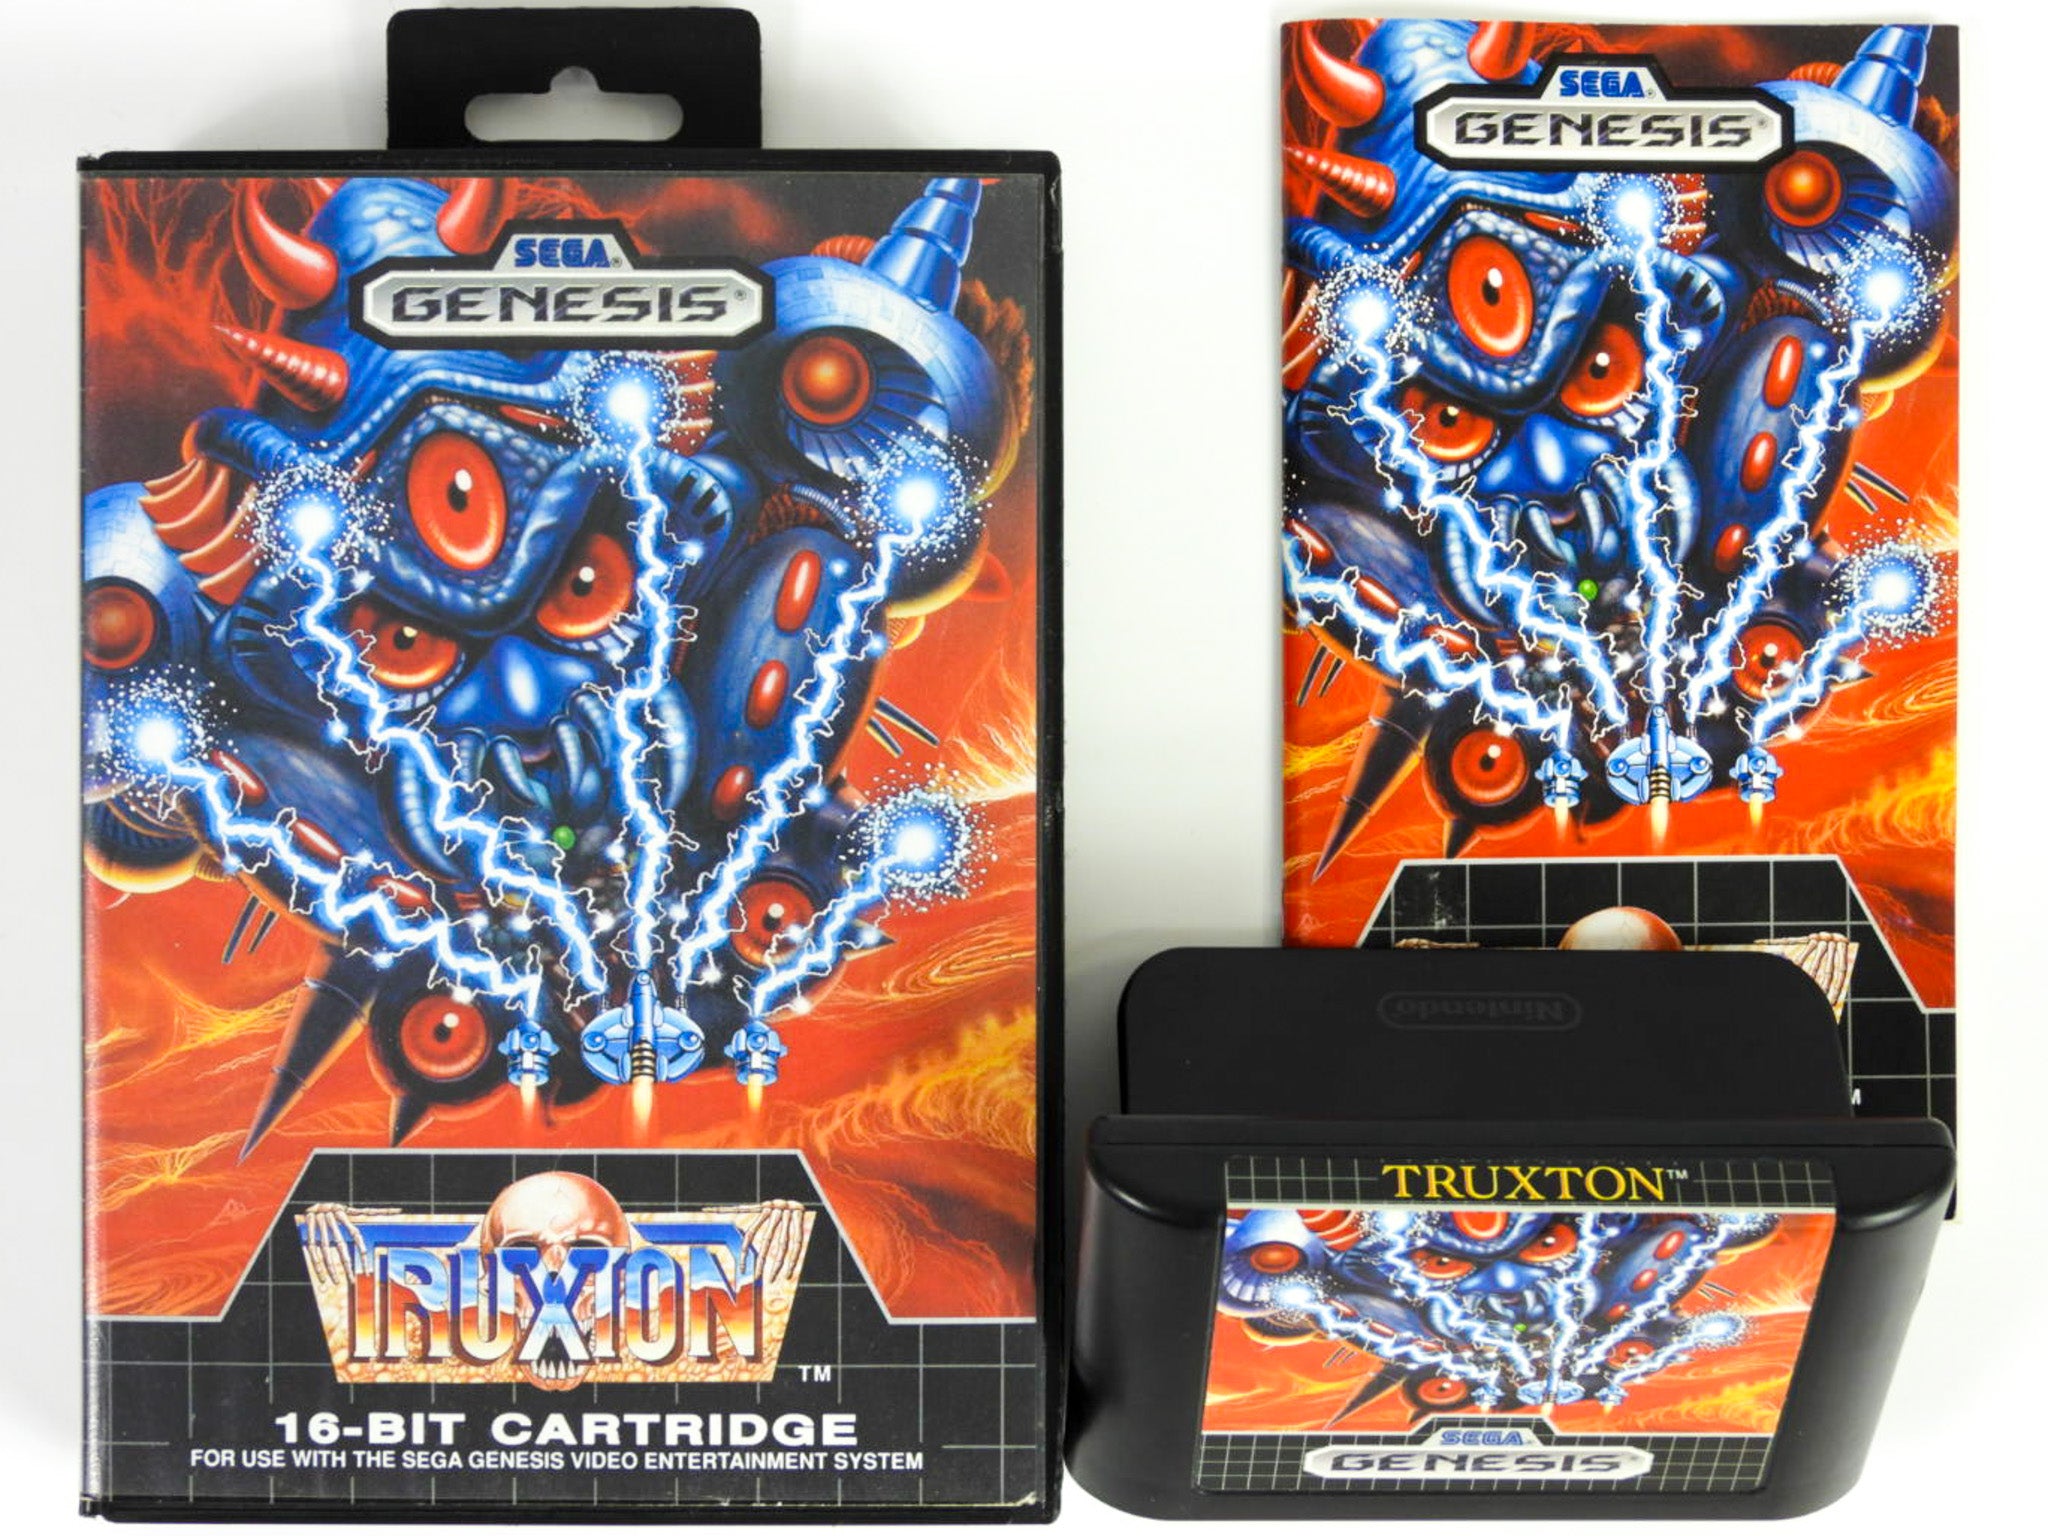 SEGA®
GENESIS®
TRUXTON
TM
16-BIT CARTRIDGE
FOR USE WITH THE SEGA GENESIS VIDEO ENTERTAINMENT SYSTEM
SEGA®
GENESIS®
M
Nintendo
TRUXTON™
SEGA®
GENESIS®